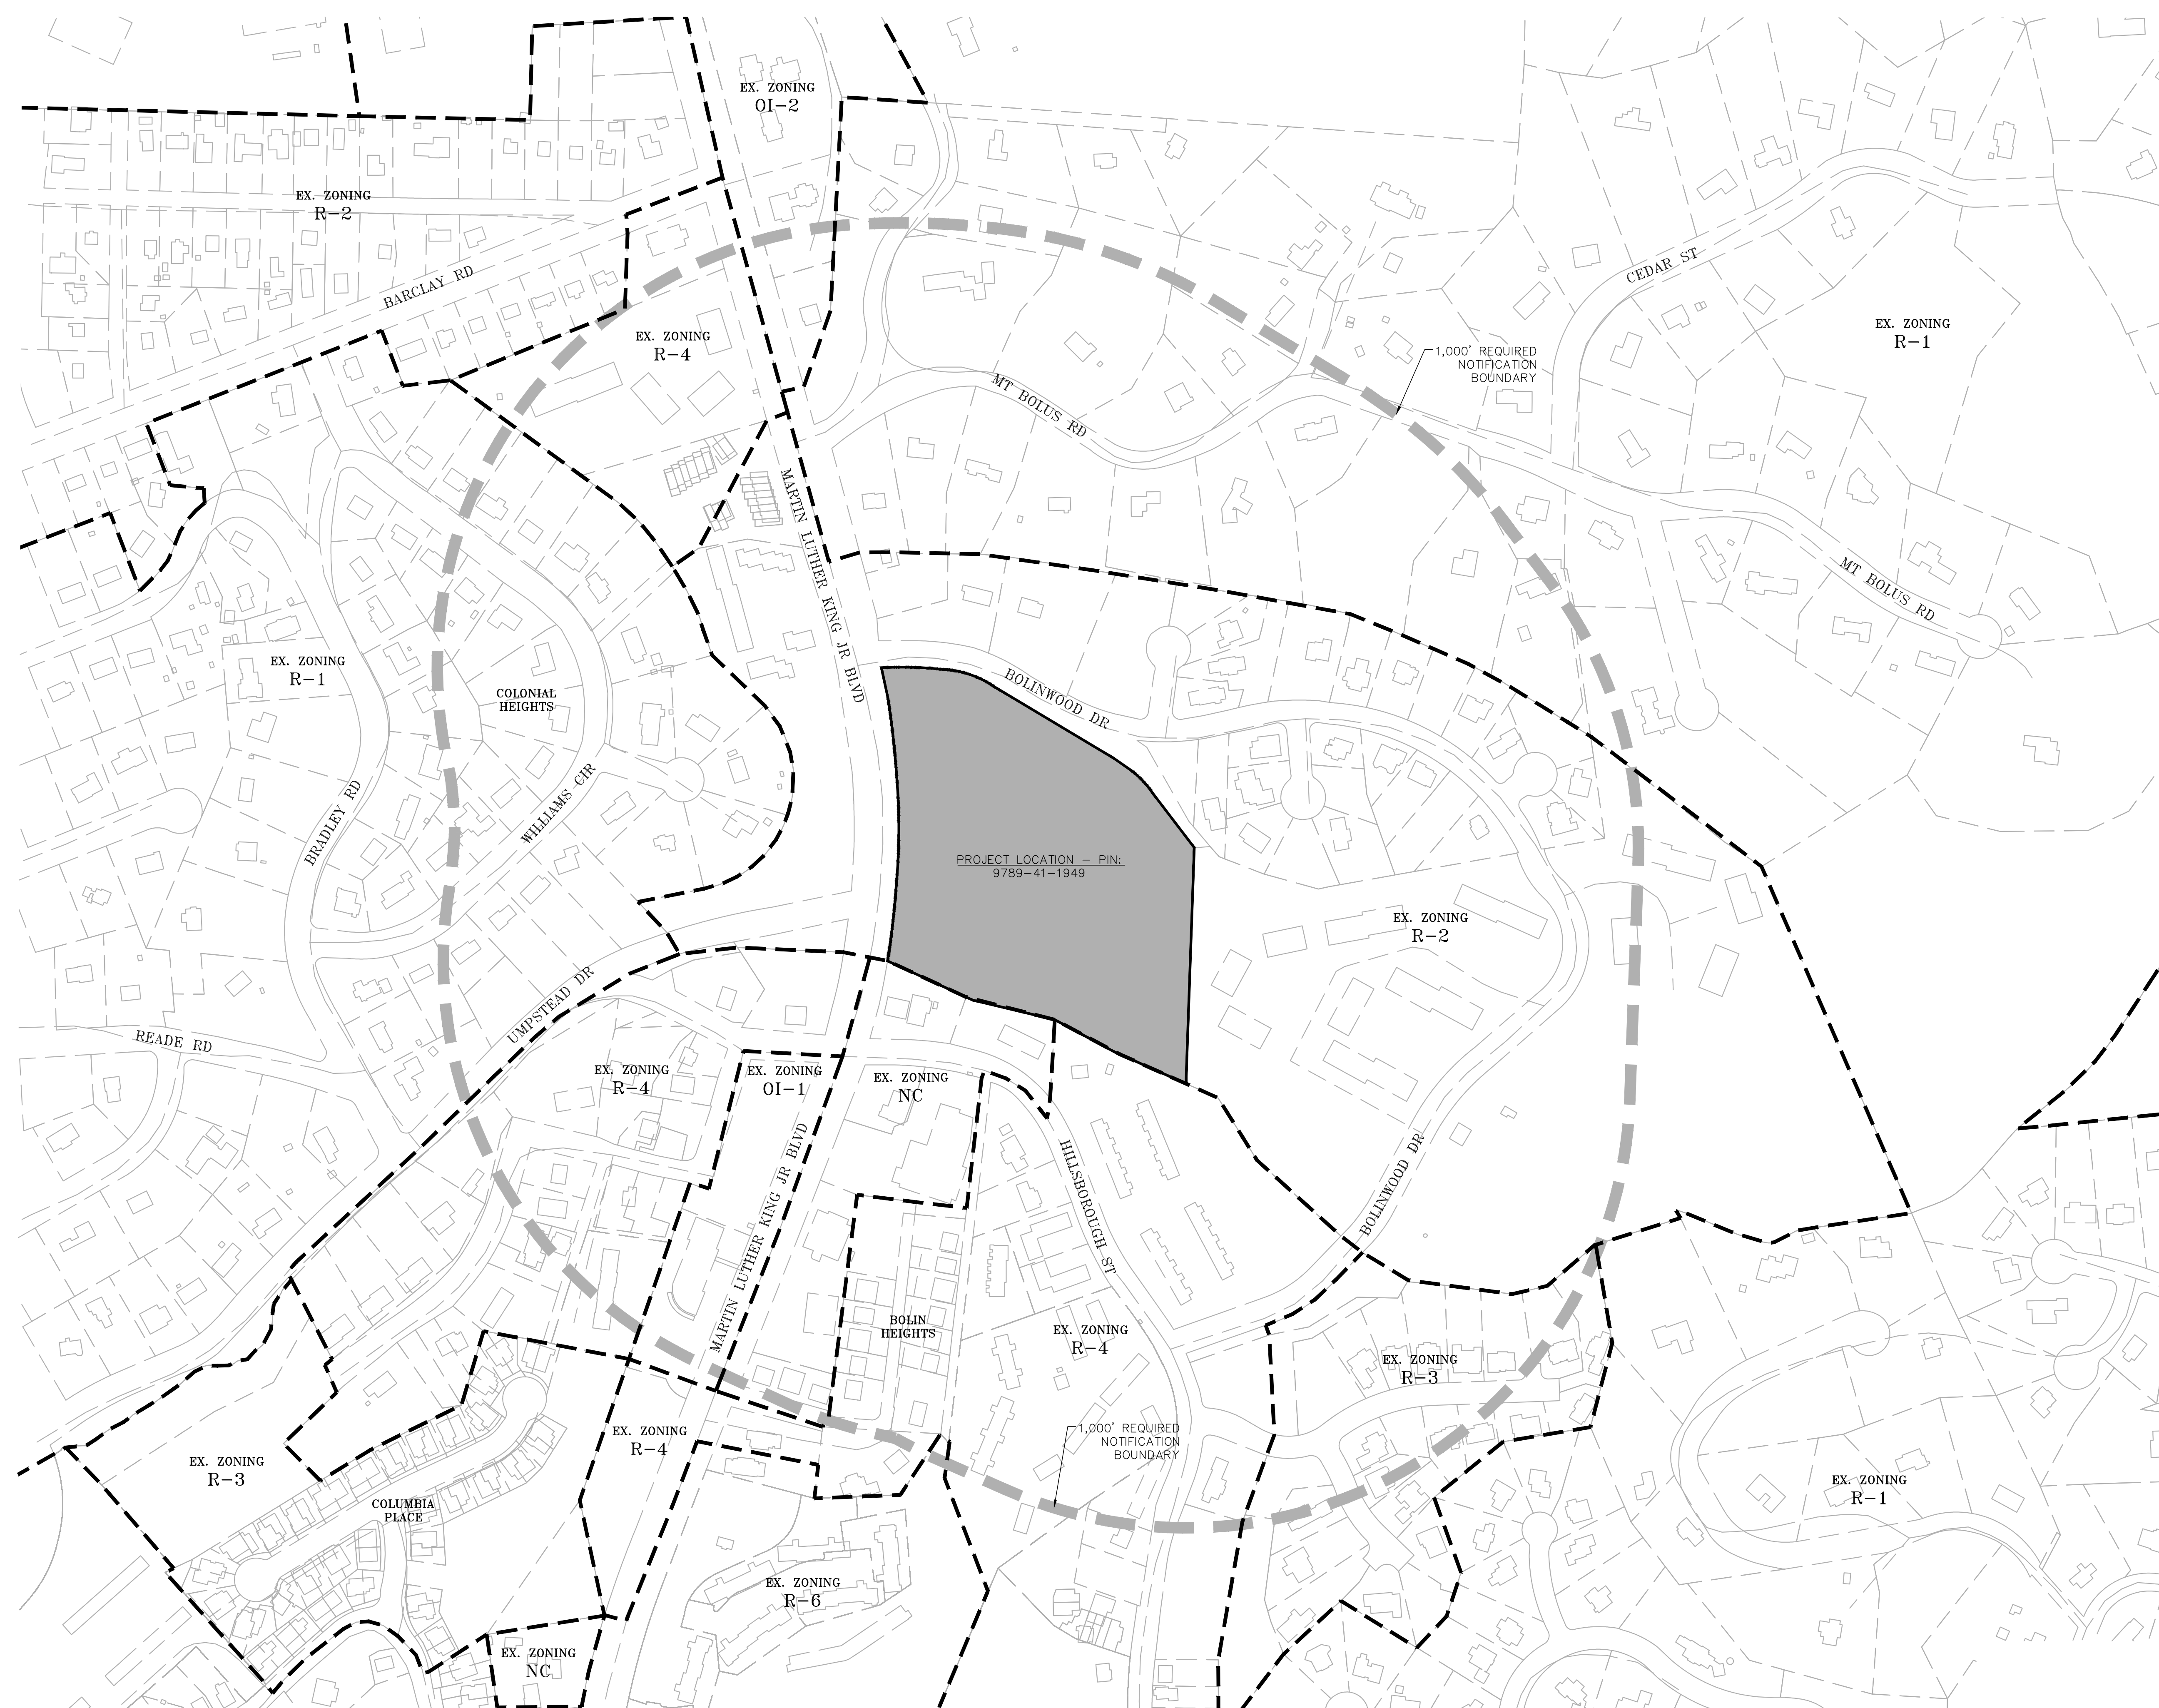 EX. ZONING
OI-2
EX. ZONING
R-2
BARCLAY RD
CEDAR ST
EX. ZONING
R-1
EX. ZONING
R-4
1,000' REQUIRED
NOTIFICATION
BOUNDARY
MT BOLUS RD
MARTIN LUTHER KING JR BLVD
MT BOLUS RD
EX. ZONING
R-1
COLONIAL
HEIGHTS
BOLINWOOD DR
BRADLEY RD
WILLIAMS CIR
PROJECT LOCATION - PIN:
9789-41-1949
EX. ZONING
R-2
UMPSTEAD DR
READE RD
EX. ZONING
R-4
EX. ZONING
OI-1
EX. ZONING
NC
MARTIN LUTHER KING JR BLVD
HILLSBOROUGH ST
BOLINWOOD DR
BOLIN
HEIGHTS
EX. ZONING
R-4
EX. ZONING
R-3
EX. ZONING
R-4
1,000' REQUIRED
NOTIFICATION
BOUNDARY
EX. ZONING
R-3
COLUMBIA
PLACE
EX. ZONING
R-1
EX. ZONING
R-6
EX. ZONING
NC